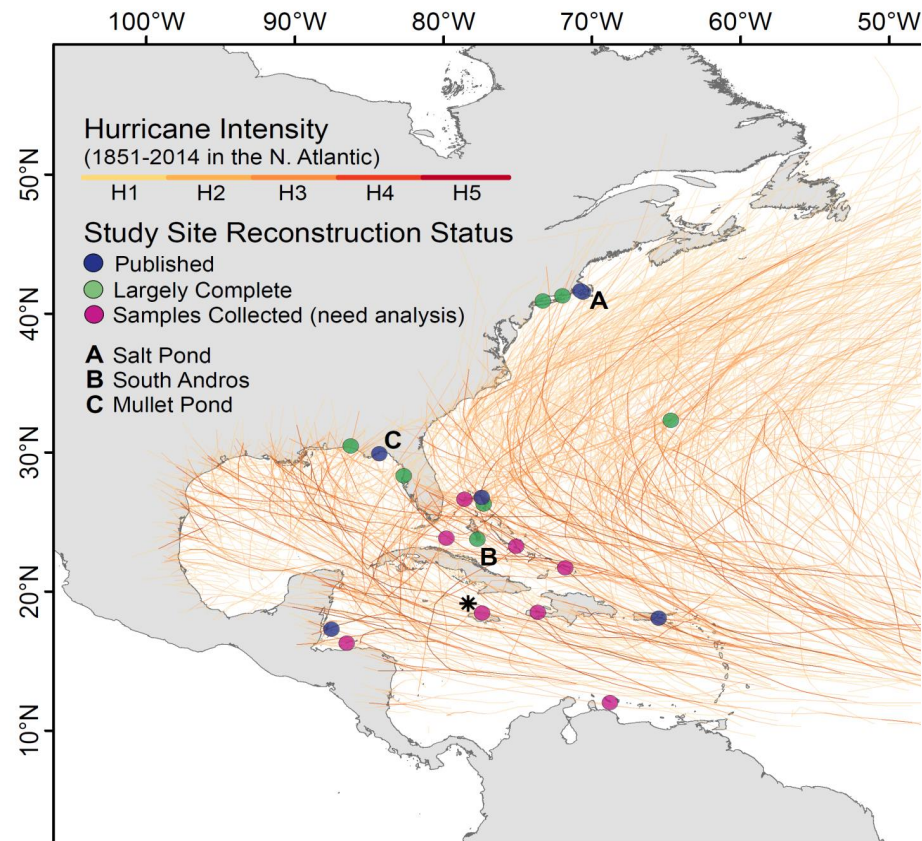 100°W 90°W 80°W 70°W 60°W 50°W
Hurricane Intensity
(1851-2014 in the N. Atlantic)
H1 H2 H3 H4 H5
50°N
Study Site Reconstruction Status
Published
Largely Complete
Samples Collected (need analysis)
A
40°N
A Salt Pond
B South Andros
C Mullet Pond
C
30°N
B
20°N
*
10°N